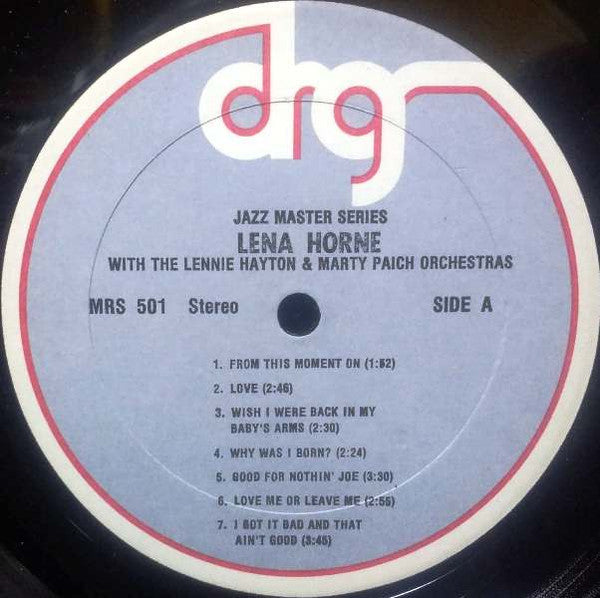 drg
JAZZ MASTER SERIES
LENA HORNE
WITH THE LENNIE HAYTON & MARTY PAICH ORCHESTRAS
MRS 501 Stereo SIDE A
1. FROM THIS MOMENT ON (1:52)
2. LOVE (2:46)
3. WISH I WERE BACK IN MY
BABY'S ARMS (2:30)
4. WHY WAS I BORN? (2:24)
5. GOOD FOR NOTHIN' JOE (3:30)
6. LOVE ME OR LEAVE ME (2:55)
7. I GOT IT BAD AND THAT
AIN'T GOOD (3:45)